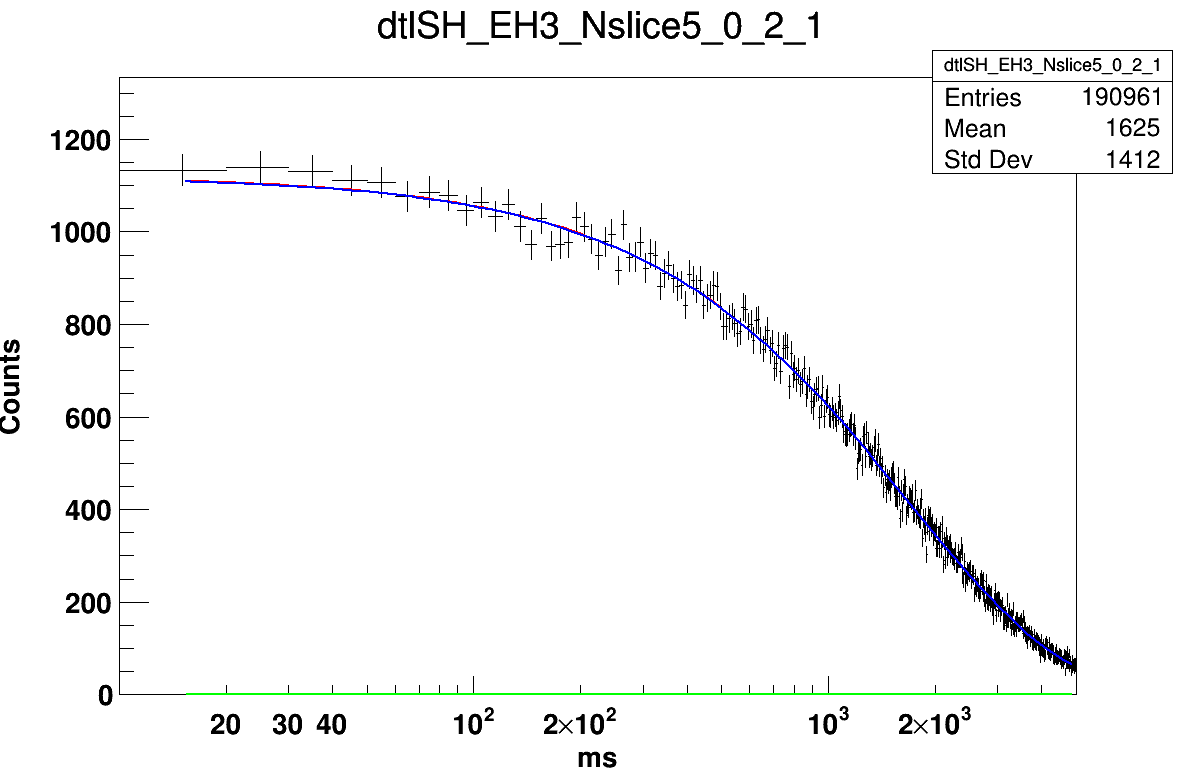 dtlSH_EH3_Nslice5_0_2_1
dtlSH_EH3_Nslice5_0_2_1
Entries 190961
Mean 1625
Std Dev 1412
Counts
1200
1000
800
600
400
200
0
20 30 40 10² 2×10² 10³ 2×10³
ms